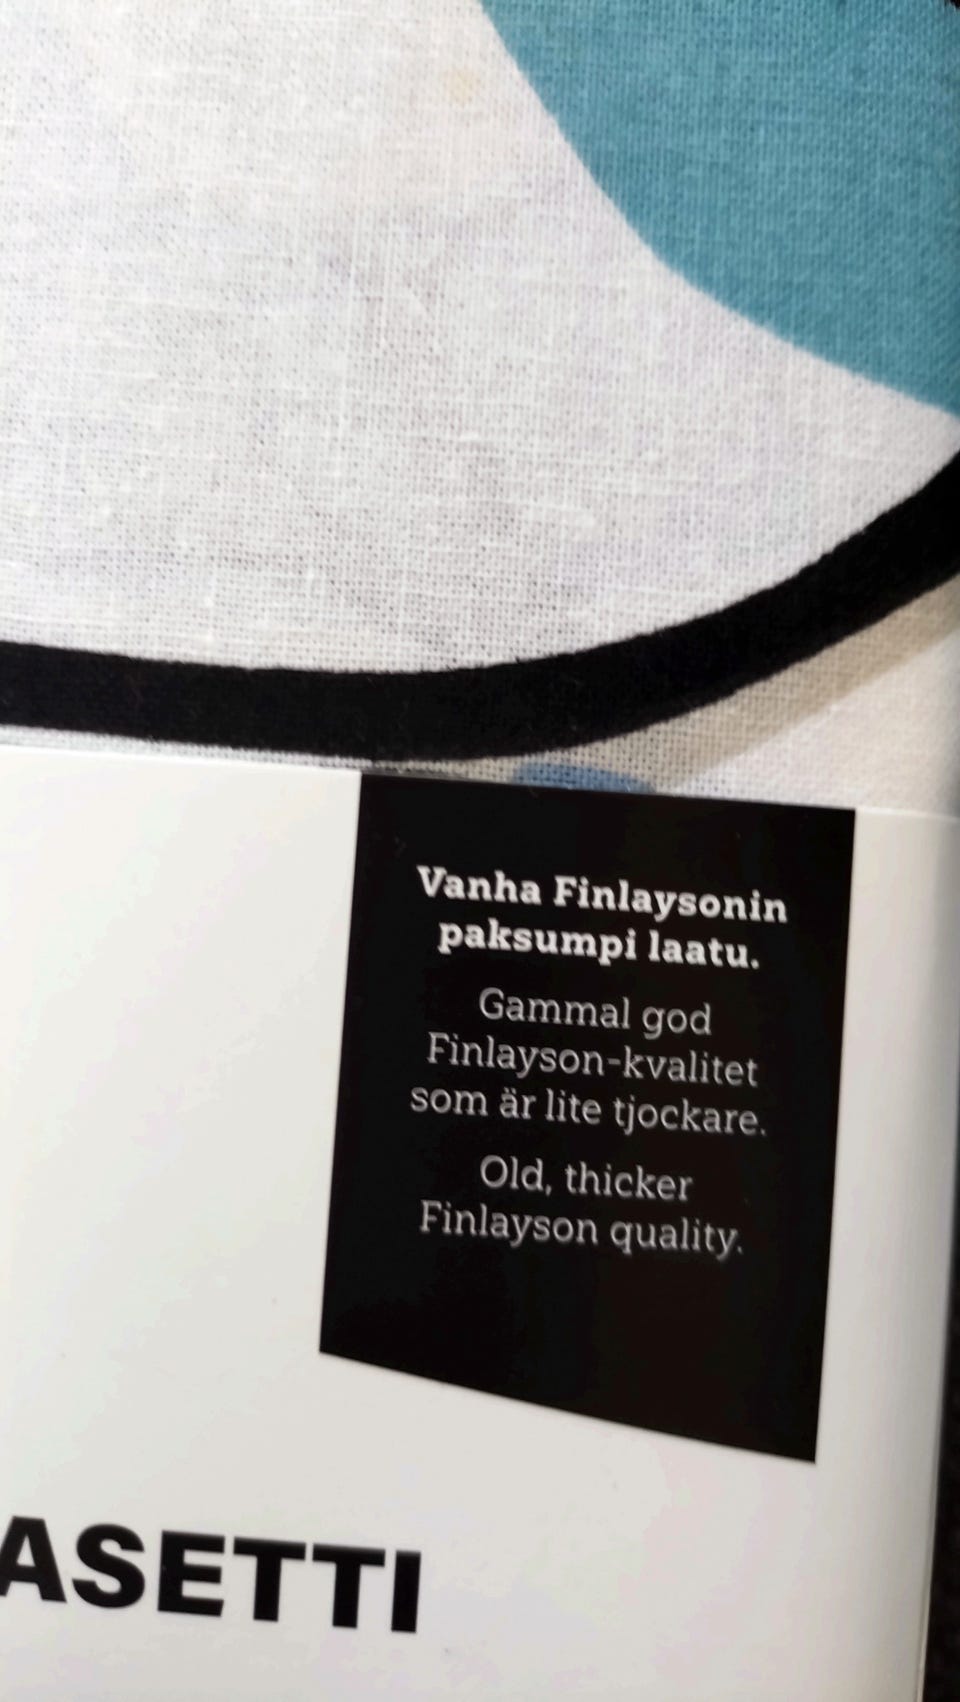 Vanha Finlaysonin
paksumpi laatu.
Gammal god
Finlayson-kvalitet
som är lite tjockare.
Old, thicker
Finlayson quality.
ASETTI